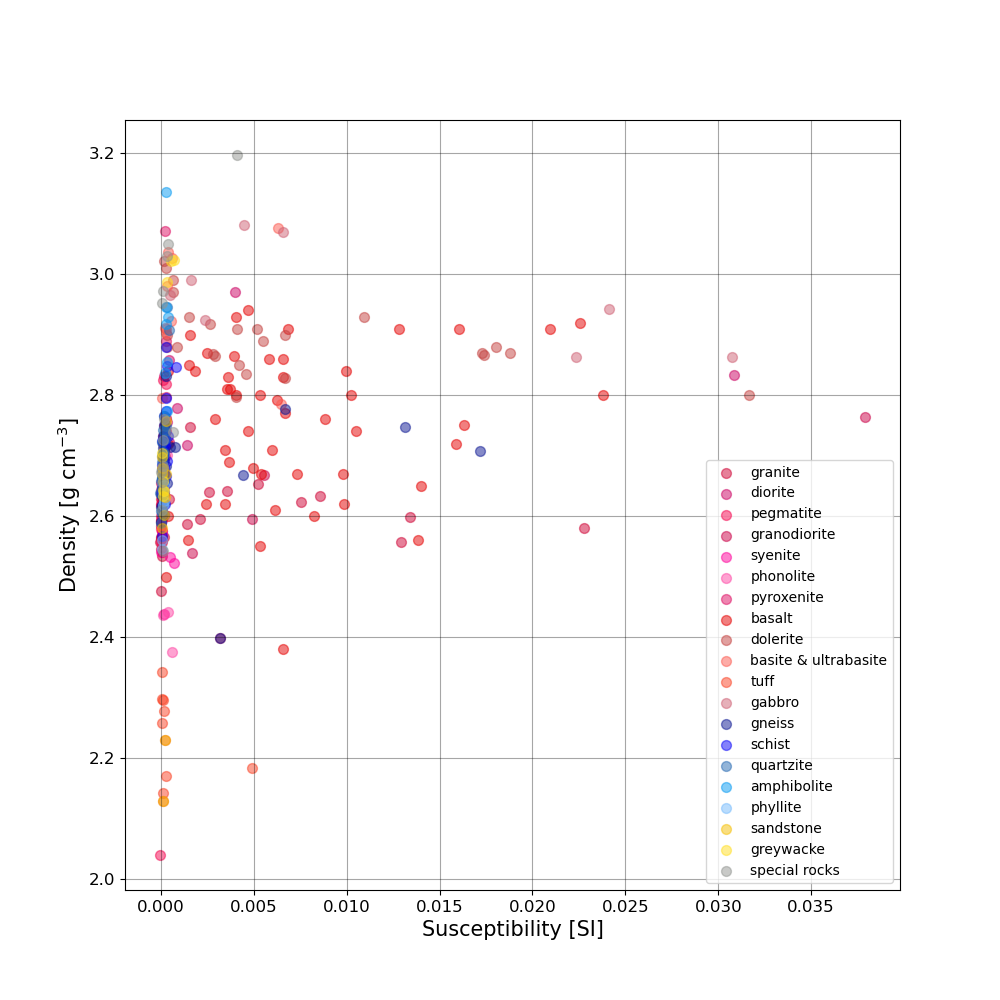 3.2
3.0
2.8
2.6
2.4
2.2
2.0
Density [g cm⁻³]
granite
diorite
pegmatite
granodiorite
syenite
phonolite
pyroxenite
basalt
dolerite
basite & ultrabasite
tuff
gabbro
gneiss
schist
quartzite
amphibolite
phyllite
sandstone
greywacke
special rocks
0.000 0.005 0.010 0.015 0.020 0.025 0.030 0.035
Susceptibility [SI]